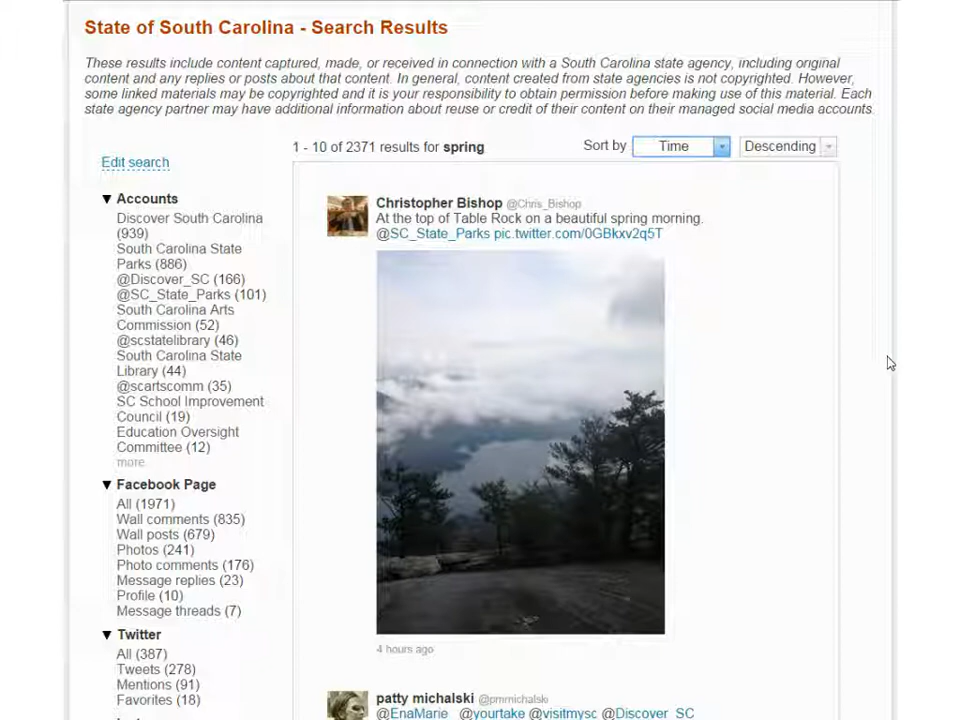 State of South Carolina - Search Results
These results include content captured, made, or received in connection with a South Carolina state agency, including original
content and any replies or posts about that content. In general, content created from state agencies is not copyrighted. However,
some linked materials may be copyrighted and it is your responsibility to obtain permission before making use of this material. Each
state agency partner may have additional information about reuse or credit of their content on their managed social media accounts.
1 - 10 of 2371 results for spring
Sort by Time Descending
Edit search
Accounts
Discover South Carolina
(939)
South Carolina State
Parks (886)
@Discover_SC (166)
@SC_State_Parks (101)
South Carolina Arts
Commission (52)
@scstatelibrary (46)
South Carolina State
Library (44)
@scartscomm (35)
SC School Improvement
Council (19)
Education Oversight
Committee (12)
more
Facebook Page
All (1971)
Wall comments (835)
Wall posts (679)
Photos (241)
Photo comments (176)
Message replies (23)
Profile (10)
Message threads (7)
Twitter
All (387)
Tweets (278)
Mentions (91)
Favorites (18)
Christopher Bishop @Chris_Bishop
At the top of Table Rock on a beautiful spring morning.
@SC_State_Parks pic.twitter.com/0GBkxv2q5T
4 hours ago
patty michalski @pmmichalski
@EnaMarie_ @yourtake @visitmysc @Discover_SC